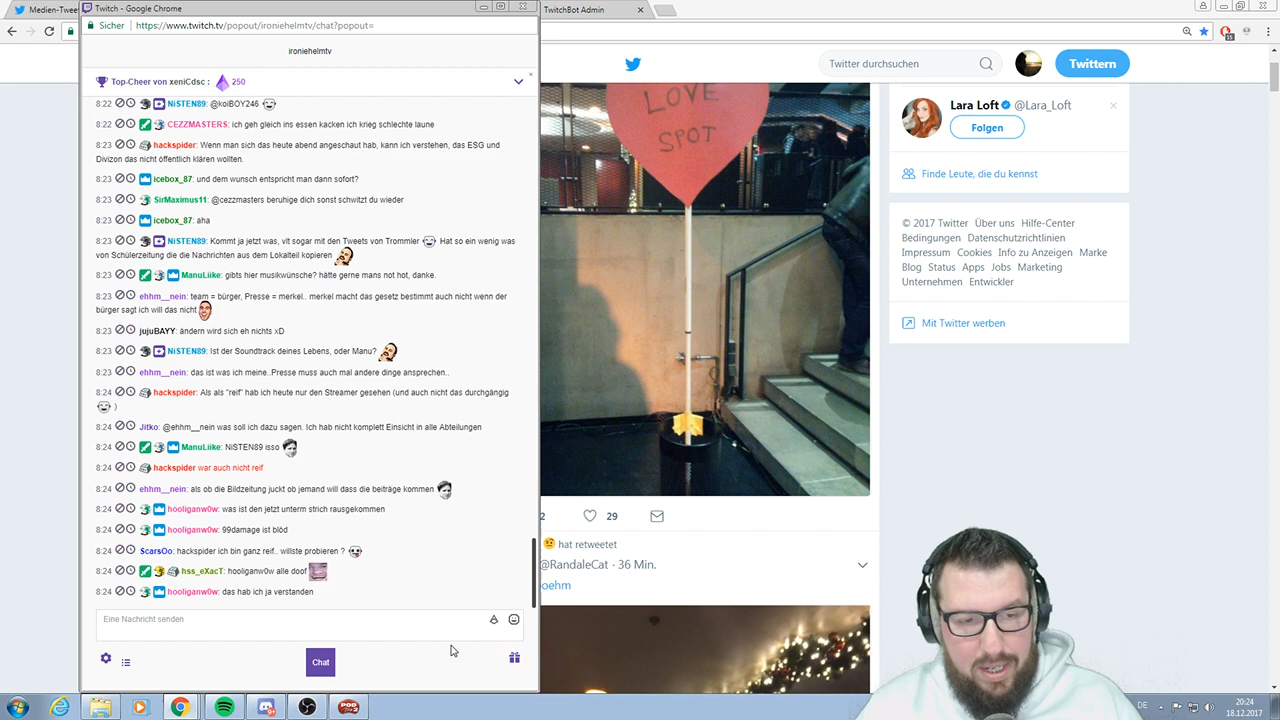 Medien-Tweet
Twitch - Google Chrome
TwitchBot Admin
Sicher
https://www.twitch.tv/popout/ironiehelmtv/chat?popout=
15
ironiehelmtv
Twitter durchsuchen
Twittern
Top-Cheer von xeniCdsc : 250
8:22 NiSTEN89: @koiBOY246
8:22 CEZZMASTERS: ich geh gleich ins essen kacken ich krieg schlechte laune
8:23 hackspider: Wenn man sich das heute abend angeschaut hab, kann ich verstehen, das ESG und
Divizon das nicht öffentlich klären wollten.
8:23 icebox_87: und dem wunsch entspricht man dann sofort?
8:23 SirMaximus11: @cezzmasters beruhige dich sonst schwitzt du wieder
8:23 icebox_87: aha
8:23 NiSTEN89: Kommt ja jetzt was, vlt sogar mit den Tweets von Trommler Hat so ein wenig was
von Schülerzeitung die die Nachrichten aus dem Lokalteil kopieren
8:23 ManuLiike: gibts hier musikwünsche? hätte gerne mans not hot, danke.
8:23 ehhm__nein: team = bürger, Presse = merkel.. merkel macht das gesetz bestimmt auch nicht wenn der
bürger sagt ich will das nicht
8:23 jujuBAYY: ändern wird sich eh nichts xD
8:23 NiSTEN89: Ist der Soundtrack deines Lebens, oder Manu?
8:23 ehhm__nein: das ist was ich meine..Presse muss auch mal andere dinge ansprechen..
8:24 hackspider: Als als "reif" hab ich heute nur den Streamer gesehen (und auch nicht das durchgängig
)
8:24 Jitko: @ehhm__nein was soll ich dazu sagen. Ich hab nicht komplett Einsicht in alle Abteilungen
8:24 ManuLiike: NiSTEN89 isso
8:24 hackspider war auch nicht reif
8:24 ehhm__nein: als ob die Bildzeitung juckt ob jemand will dass die beiträge kommen
8:24 hooliganw0w: was ist den jetzt unterm strich rausgekommen
8:24 hooliganw0w: 99damage ist blöd
8:24 ScarsOo: hackspider ich bin ganz reif.. willste probieren ?
8:24 hss_eXacT: hooliganw0w alle doof
8:24 hooliganw0w: das hab ich ja verstanden
Eine Nachricht senden
Chat
LOVE
SPOT
2 29
hat retweetet
@RandaleCat · 36 Min.
oehm
Lara Loft @Lara_Loft
Folgen
Finde Leute, die du kennst
© 2017 Twitter Über uns Hilfe-Center
Bedingungen Datenschutzrichtlinien
Impressum Cookies Info zu Anzeigen Marke
Blog Status Apps Jobs Marketing
Unternehmen Entwickler
Mit Twitter werben
DE
20:24
18.12.2017